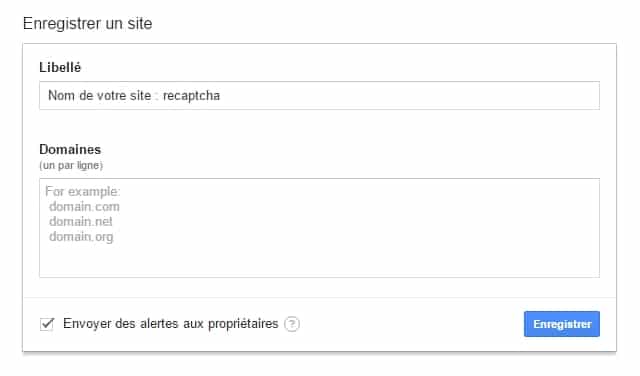 Enregistrer un site
Libellé
Nom de votre site : recaptcha
Domaines
(un par ligne)
For example:
domain.com
domain.net
domain.org
Envoyer des alertes aux propriétaires ?
Enregistrer